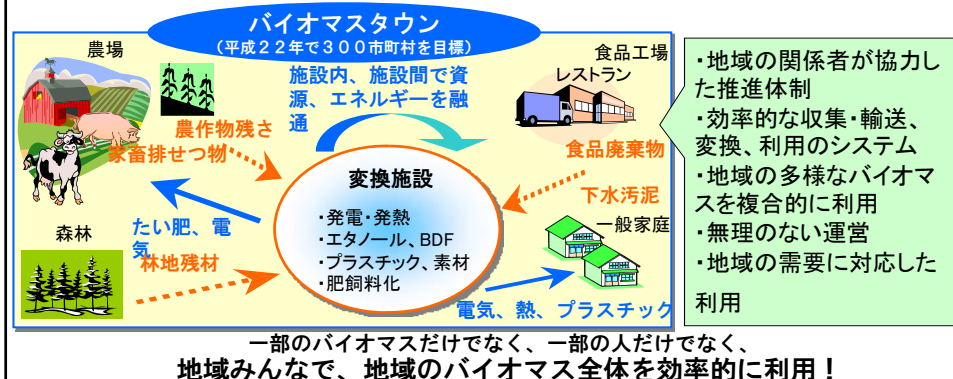 バイオマスタウン
（平成２２年で３００市町村を目標）
農場
食品工場
レストラン
施設内、施設間で資
源、エネルギーを融
通
農作物残さ
家畜排せつ物
食品廃棄物
変換施設
・発電・発熱
・エタノール、BDF
・プラスチック、素材
・肥飼料化
下水汚泥
一般家庭
たい肥、電
気
森林
林地残材
電気、熱、プラスチック
・地域の関係者が協力し
た推進体制
・効率的な収集・輸送、
変換、利用のシステム
・地域の多様なバイオマ
スを複合的に利用
・無理のない運営
・地域の需要に対応した
利用
一部のバイオマスだけでなく、一部の人だけでなく、
地域みんなで、地域のバイオマス全体を効率的に利用！